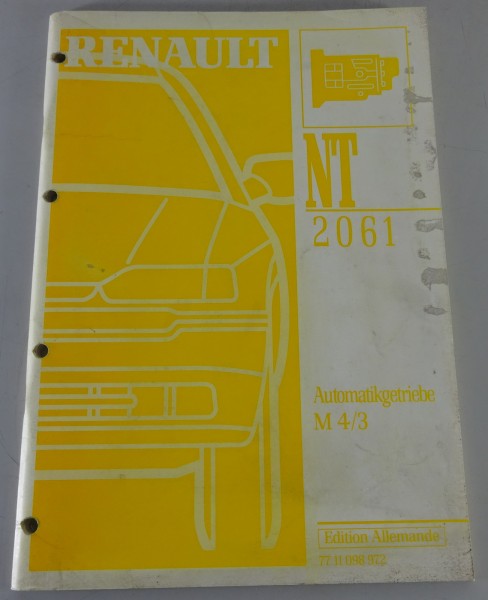 RENAULT
NT
2061
Automatikgetriebe
M 4/3
Edition Allemande
77 11 098 972